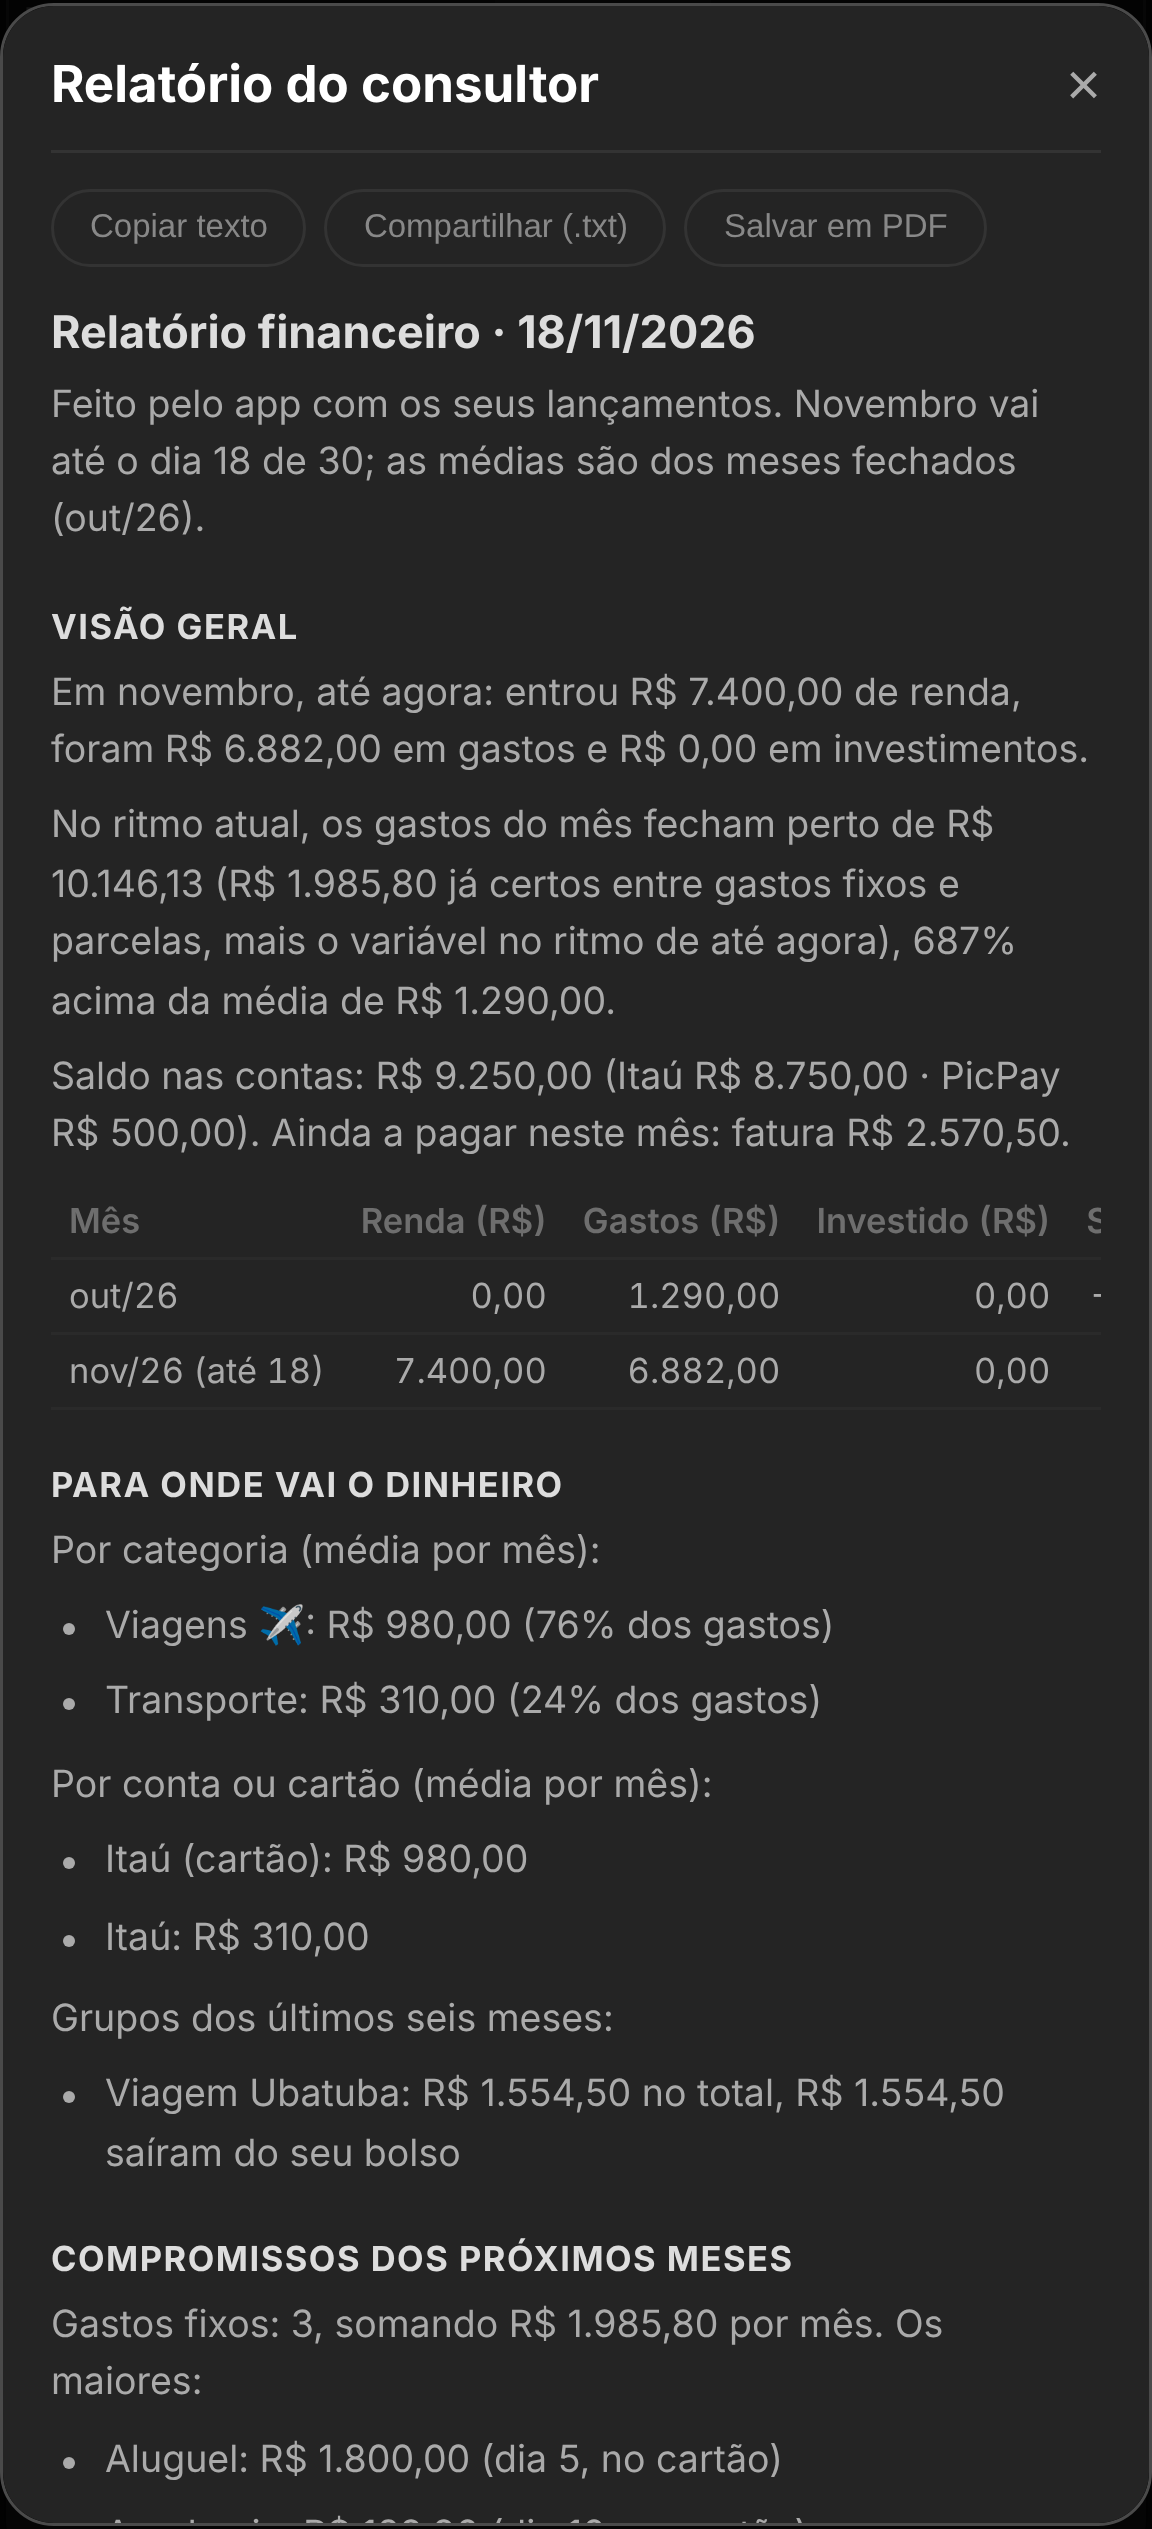 Relatório do consultor
Copiar texto
Compartilhar (.txt)
Salvar em PDF
Relatório financeiro · 18/11/2026
Feito pelo app com os seus lançamentos. Novembro vai
até o dia 18 de 30; as médias são dos meses fechados
(out/26).
VISÃO GERAL
Em novembro, até agora: entrou R$ 7.400,00 de renda,
foram R$ 6.882,00 em gastos e R$ 0,00 em investimentos.
No ritmo atual, os gastos do mês fecham perto de R$
10.146,13 (R$ 1.985,80 já certos entre gastos fixos e
parcelas, mais o variável no ritmo de até agora), 687%
acima da média de R$ 1.290,00.
Saldo nas contas: R$ 9.250,00 (Itaú R$ 8.750,00 · PicPay
R$ 500,00). Ainda a pagar neste mês: fatura R$ 2.570,50.
Mês Renda (R$) Gastos (R$) Investido (R$)
out/26 0,00 1.290,00 0,00
nov/26 (até 18) 7.400,00 6.882,00 0,00
PARA ONDE VAI O DINHEIRO
Por categoria (média por mês):
• Viagens ✈️: R$ 980,00 (76% dos gastos)
• Transporte: R$ 310,00 (24% dos gastos)
Por conta ou cartão (média por mês):
• Itaú (cartão): R$ 980,00
• Itaú: R$ 310,00
Grupos dos últimos seis meses:
• Viagem Ubatuba: R$ 1.554,50 no total, R$ 1.554,50
saíram do seu bolso
COMPROMISSOS DOS PRÓXIMOS MESES
Gastos fixos: 3, somando R$ 1.985,80 por mês. Os
maiores:
• Aluguel: R$ 1.800,00 (dia 5, no cartão)